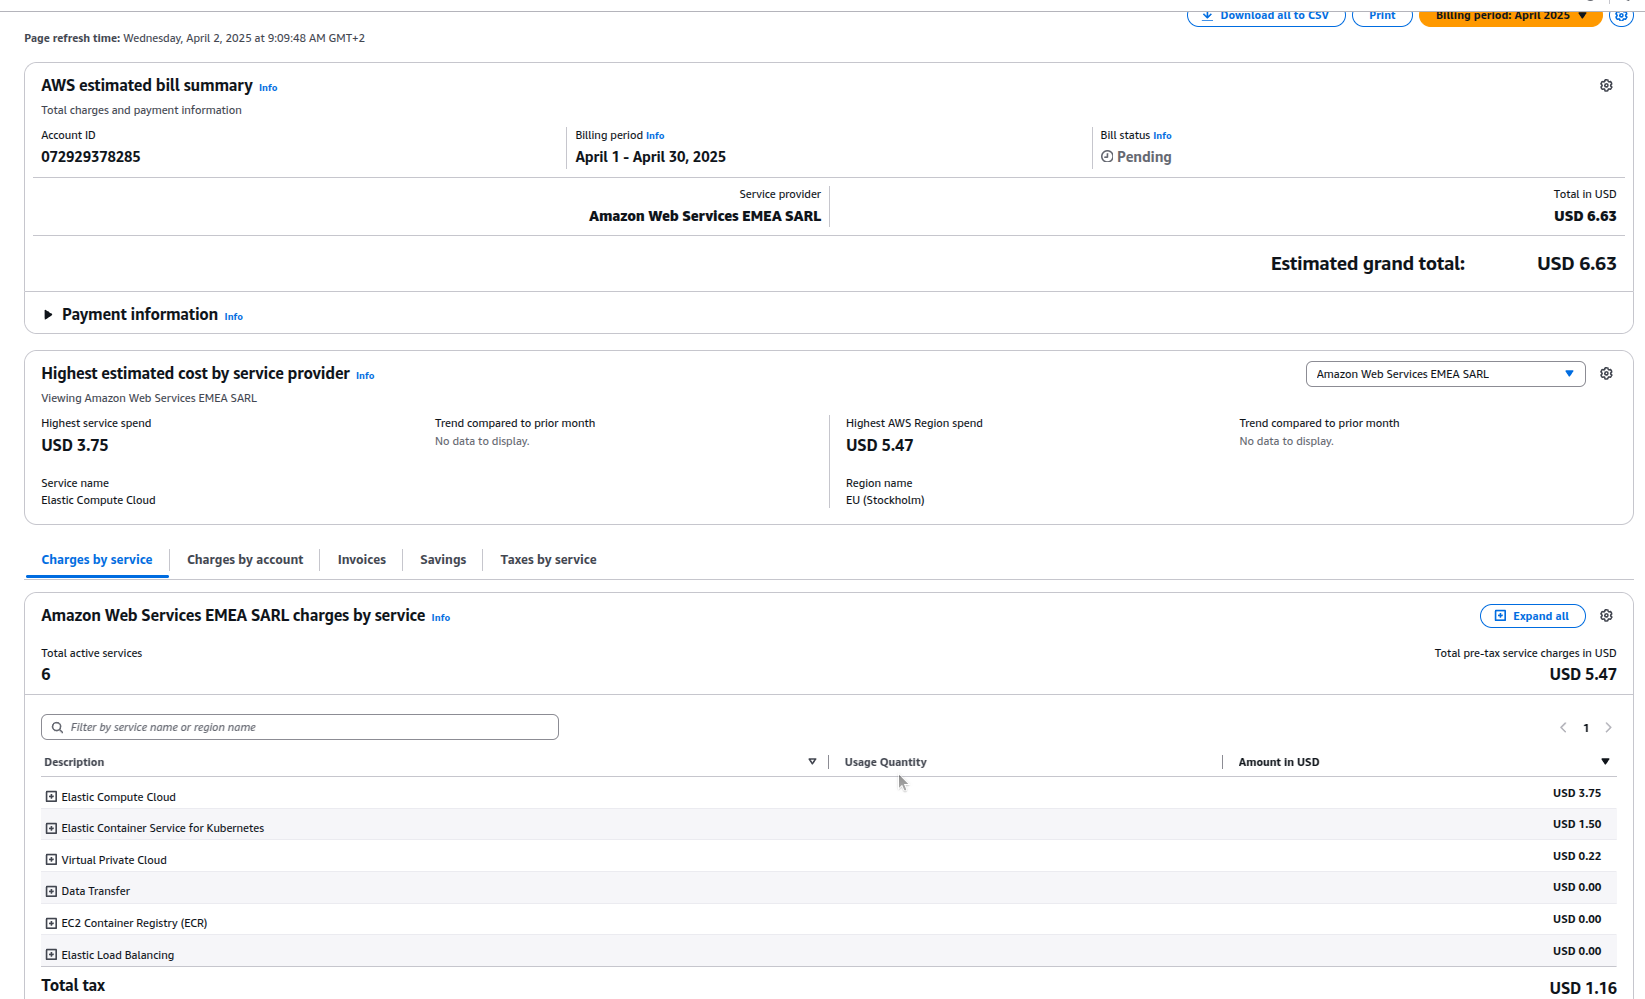 Download all to CSV
Print
Billing period: April 2025
Page refresh time: Wednesday, April 2, 2025 at 9:09:48 AM GMT+2
AWS estimated bill summary Info
Total charges and payment information
Account ID
072929378285
Billing period Info
April 1 - April 30, 2025
Bill status Info
Pending
Service provider
Amazon Web Services EMEA SARL
Total in USD
USD 6.63
Estimated grand total: USD 6.63
Payment information Info
Highest estimated cost by service provider Info
Amazon Web Services EMEA SARL
Viewing Amazon Web Services EMEA SARL
Highest service spend
USD 3.75
Trend compared to prior month
No data to display.
Highest AWS Region spend
USD 5.47
Trend compared to prior month
No data to display.
Service name
Elastic Compute Cloud
Region name
EU (Stockholm)
Charges by service
Charges by account
Invoices
Savings
Taxes by service
Amazon Web Services EMEA SARL charges by service Info
Expand all
Total active services
6
Total pre-tax service charges in USD
USD 5.47
Filter by service name or region name
1
Description Usage Quantity Amount in USD
Elastic Compute Cloud USD 3.75
Elastic Container Service for Kubernetes USD 1.50
Virtual Private Cloud USD 0.22
Data Transfer USD 0.00
EC2 Container Registry (ECR) USD 0.00
Elastic Load Balancing USD 0.00
Total tax USD 1.16